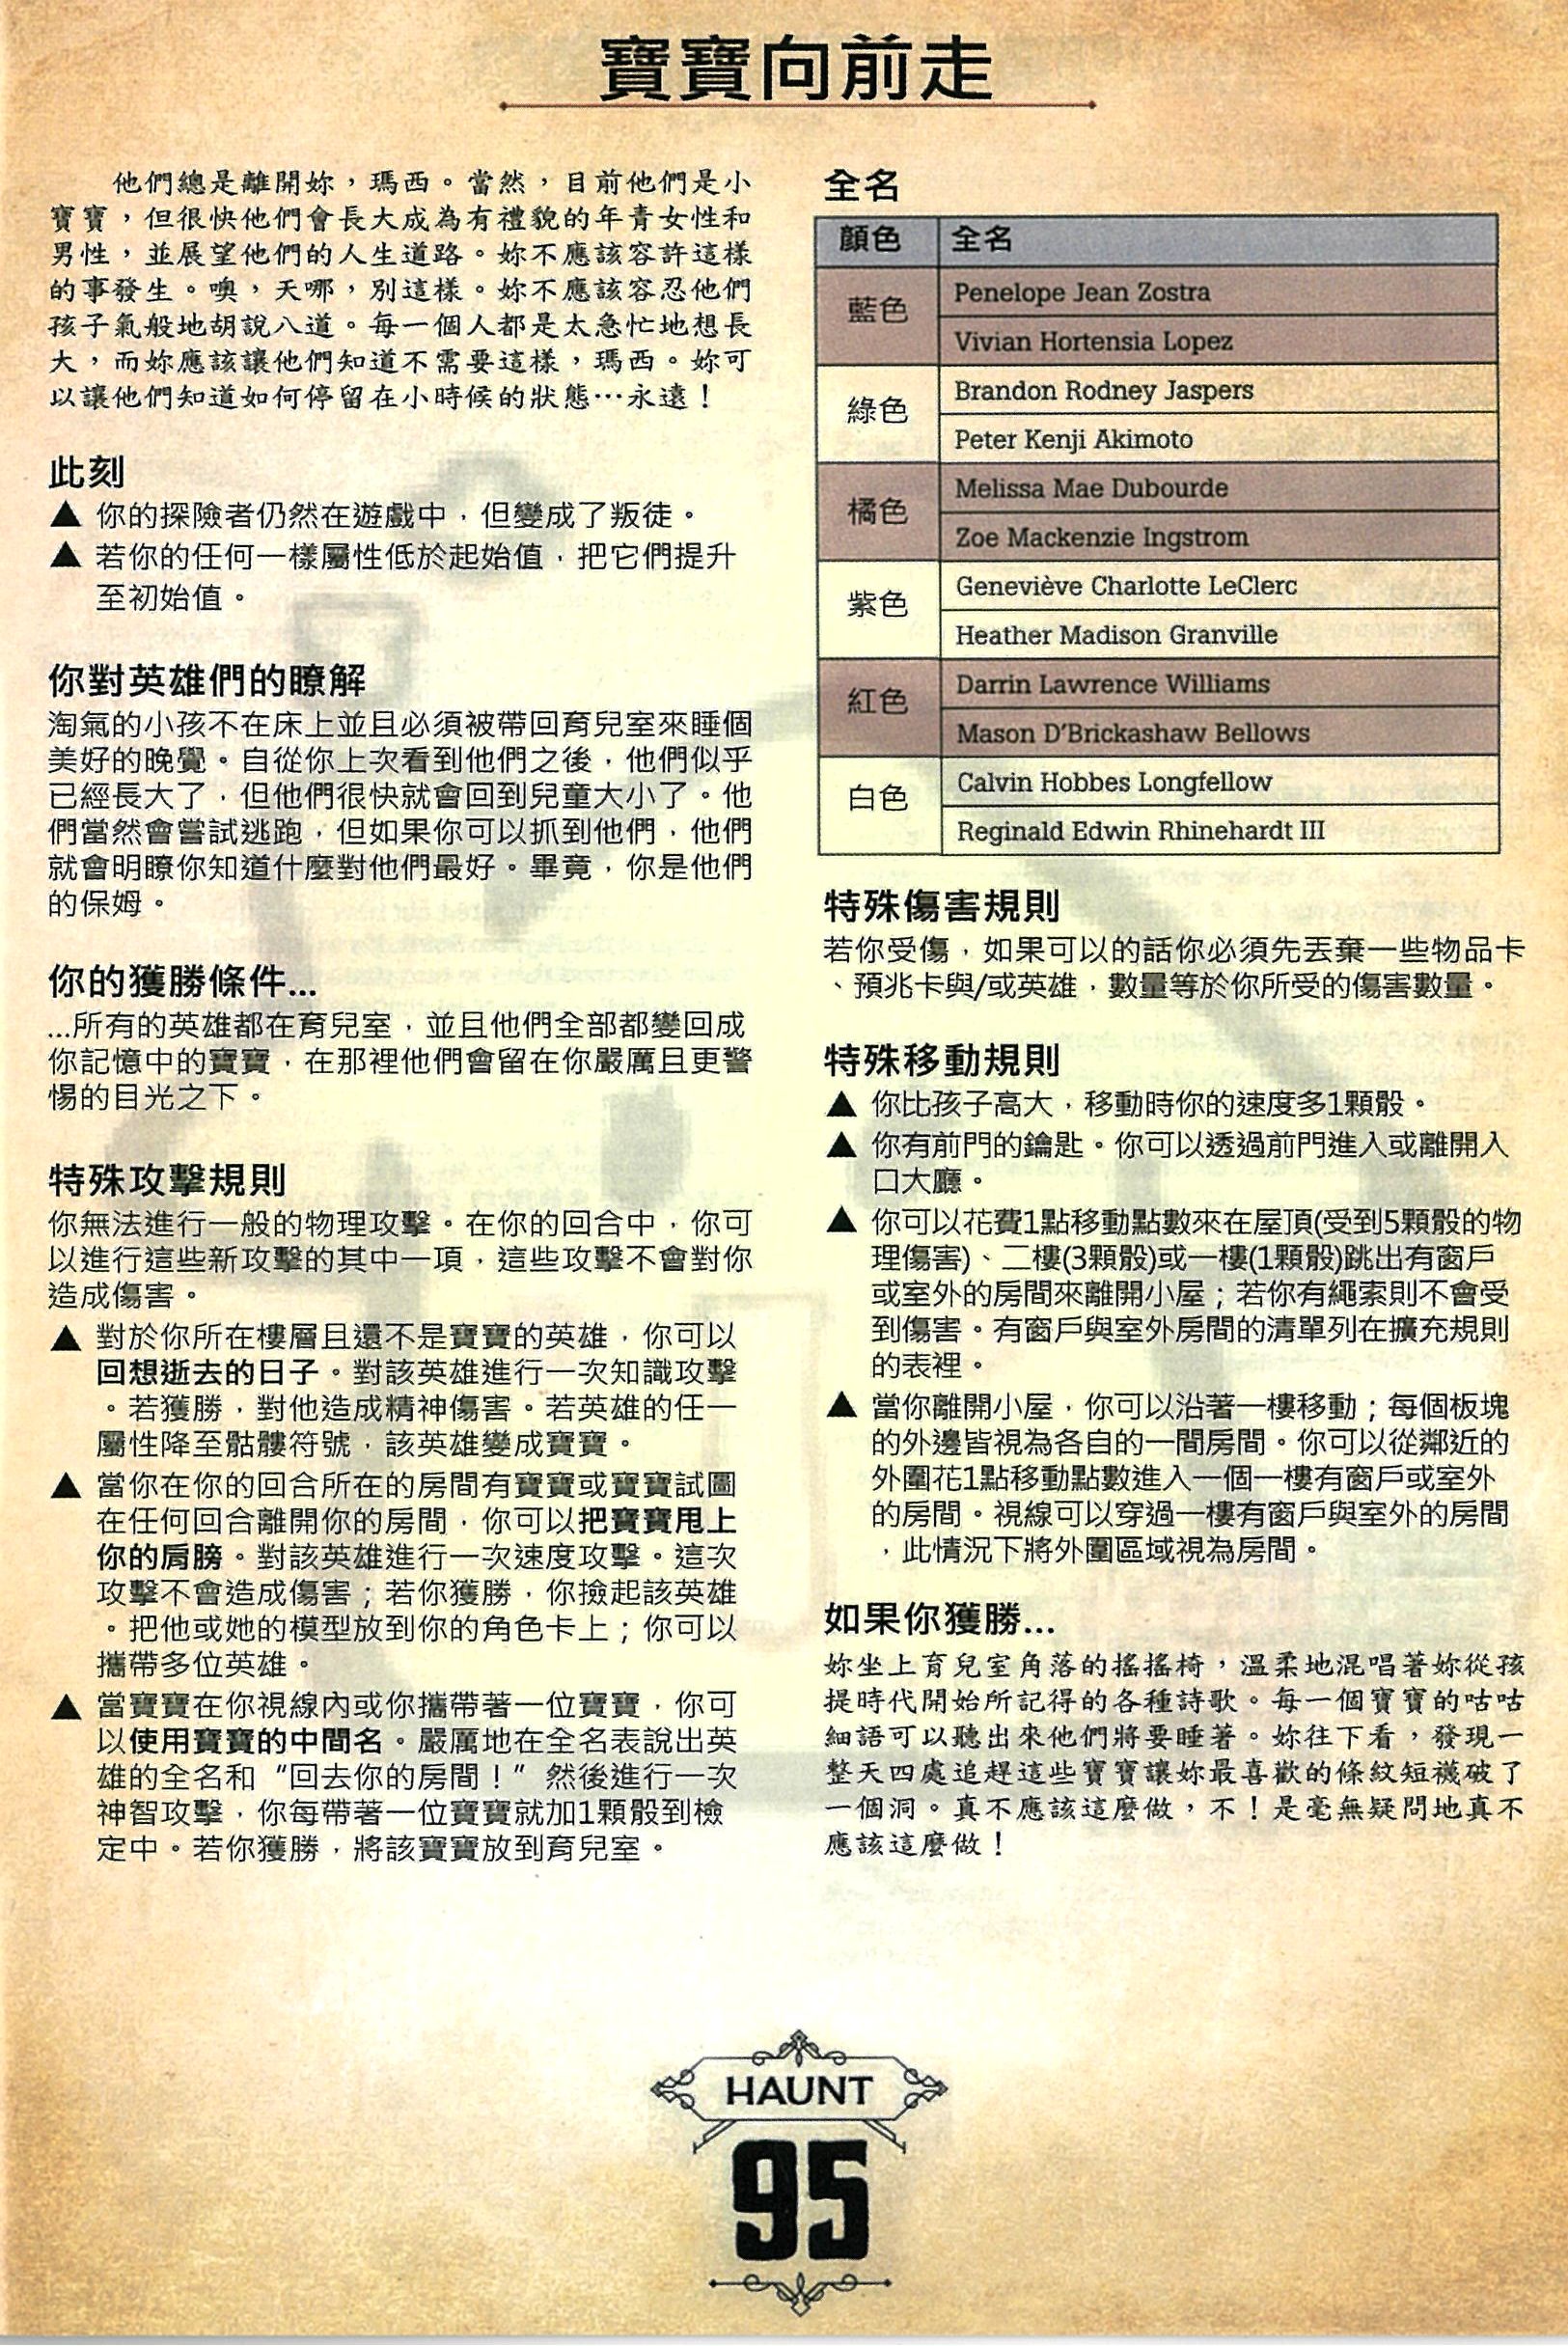 寶寶向前走
他們總是離開妳，瑪西。當然，目前他們是小
寶寶，但很快他們會長大成為有禮貌的年青女性和
男性，並展望他們的人生道路。妳不應該容許這樣
的事發生。噢，天哪，別這樣。妳不應該容忍他們
孩子氣般地胡說八道。每一個人都是太急忙地想長
大，而妳應該讓他們知道不需要這樣，瑪西。妳可
以讓他們知道如何停留在小時候的狀態…永遠！
此刻
▲ 你的探險者仍然在遊戲中，但變成了叛徒。
▲ 若你的任何一樣屬性低於起始值，把它們提升
至初始值。
你對英雄們的瞭解
淘氣的小孩不在床上並且必須被帶回育兒室來睡個
美好的晚覺。自從你上次看到他們之後，他們似乎
已經長大了，但他們很快就會回到兒童大小了。他
們當然會嘗試逃跑，但如果你可以抓到他們，他們
就會明瞭你知道什麼對他們最好。畢竟，你是他們
的保姆。
你的獲勝條件...
...所有的英雄都在育兒室，並且他們全部都變回成
你記憶中的寶寶，在那裡他們會留在你嚴厲且更警
惕的目光之下。
特殊攻擊規則
你無法進行一般的物理攻擊。在你的回合中，你可
以進行這些新攻擊的其中一項，這些攻擊不會對你
造成傷害。
▲ 對於你所在樓層且還不是寶寶的英雄，你可以
回想逝去的日子。對該英雄進行一次知識攻擊
。若獲勝，對他造成精神傷害。若英雄的任一
屬性降至骷髏符號，該英雄變成寶寶。
▲ 當你在你的回合所在的房間有寶寶或寶寶試圖
在任何回合離開你的房間，你可以把寶寶甩上
你的肩膀。對該英雄進行一次速度攻擊。這次
攻擊不會造成傷害；若你獲勝，你撿起該英雄
。把他或她的模型放到你的角色卡上；你可以
攜帶多位英雄。
▲ 當寶寶在你視線內或你攜帶著一位寶寶，你可
以使用寶寶的中間名。嚴厲地在全名表說出英
雄的全名和“回去你的房間！”然後進行一次
神智攻擊，你每帶著一位寶寶就加1顆骰到檢
定中。若你獲勝，將該寶寶放到育兒室。
全名
顏色 全名
藍色 Penelope Jean Zostra
Vivian Hortensia Lopez
綠色 Brandon Rodney Jaspers
Peter Kenji Akimoto
橘色 Melissa Mae Dubourde
Zoe Mackenzie Ingstrom
紫色 Geneviève Charlotte LeClerc
Heather Madison Granville
紅色 Darrin Lawrence Williams
Mason D’Brickashaw Bellows
白色 Calvin Hobbes Longfellow
Reginald Edwin Rhinehardt III
特殊傷害規則
若你受傷，如果可以的話你必須先丟棄一些物品卡
、預兆卡與/或英雄，數量等於你所受的傷害數量。
特殊移動規則
▲ 你比孩子高大，移動時你的速度多1顆骰。
▲ 你有前門的鑰匙。你可以透過前門進入或離開入
口大廳。
▲ 你可以花費1點移動點數來在屋頂(受到5顆骰的物
理傷害)、二樓(3顆骰)或一樓(1顆骰)跳出有窗戶
或室外的房間來離開小屋；若你有繩索則不會受
到傷害。有窗戶與室外房間的清單列在擴充規則
的表裡。
▲ 當你離開小屋，你可以沿著一樓移動；每個板塊
的外邊皆視為各自的一間房間。你可以從鄰近的
外圍花1點移動點數進入一個一樓有窗戶或室外
的房間。視線可以穿過一樓有窗戶與室外的房間
，此情況下將外圍區域視為房間。
如果你獲勝...
妳坐上育兒室角落的搖搖椅，溫柔地混唱著妳從孩
提時代開始所記得的各種詩歌。每一個寶寶的咕咕
細語可以聽出來他們將要睡著。妳往下看，發現一
整天四處追趕這些寶寶讓妳最喜歡的條紋短襪破了
一個洞。真不應該這麼做，不！是毫無疑問地真不
應該這麼做！
HAUNT
95